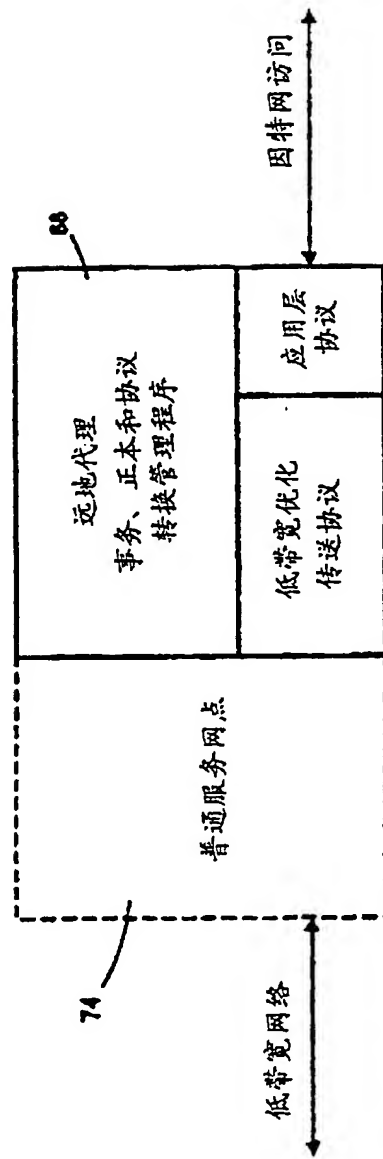 74
88
低带宽网络
普通服务网点
远地代理
事务、正本和协议
转换管理程序
低带宽优化
传送协议
应用层
协议
因特网访问